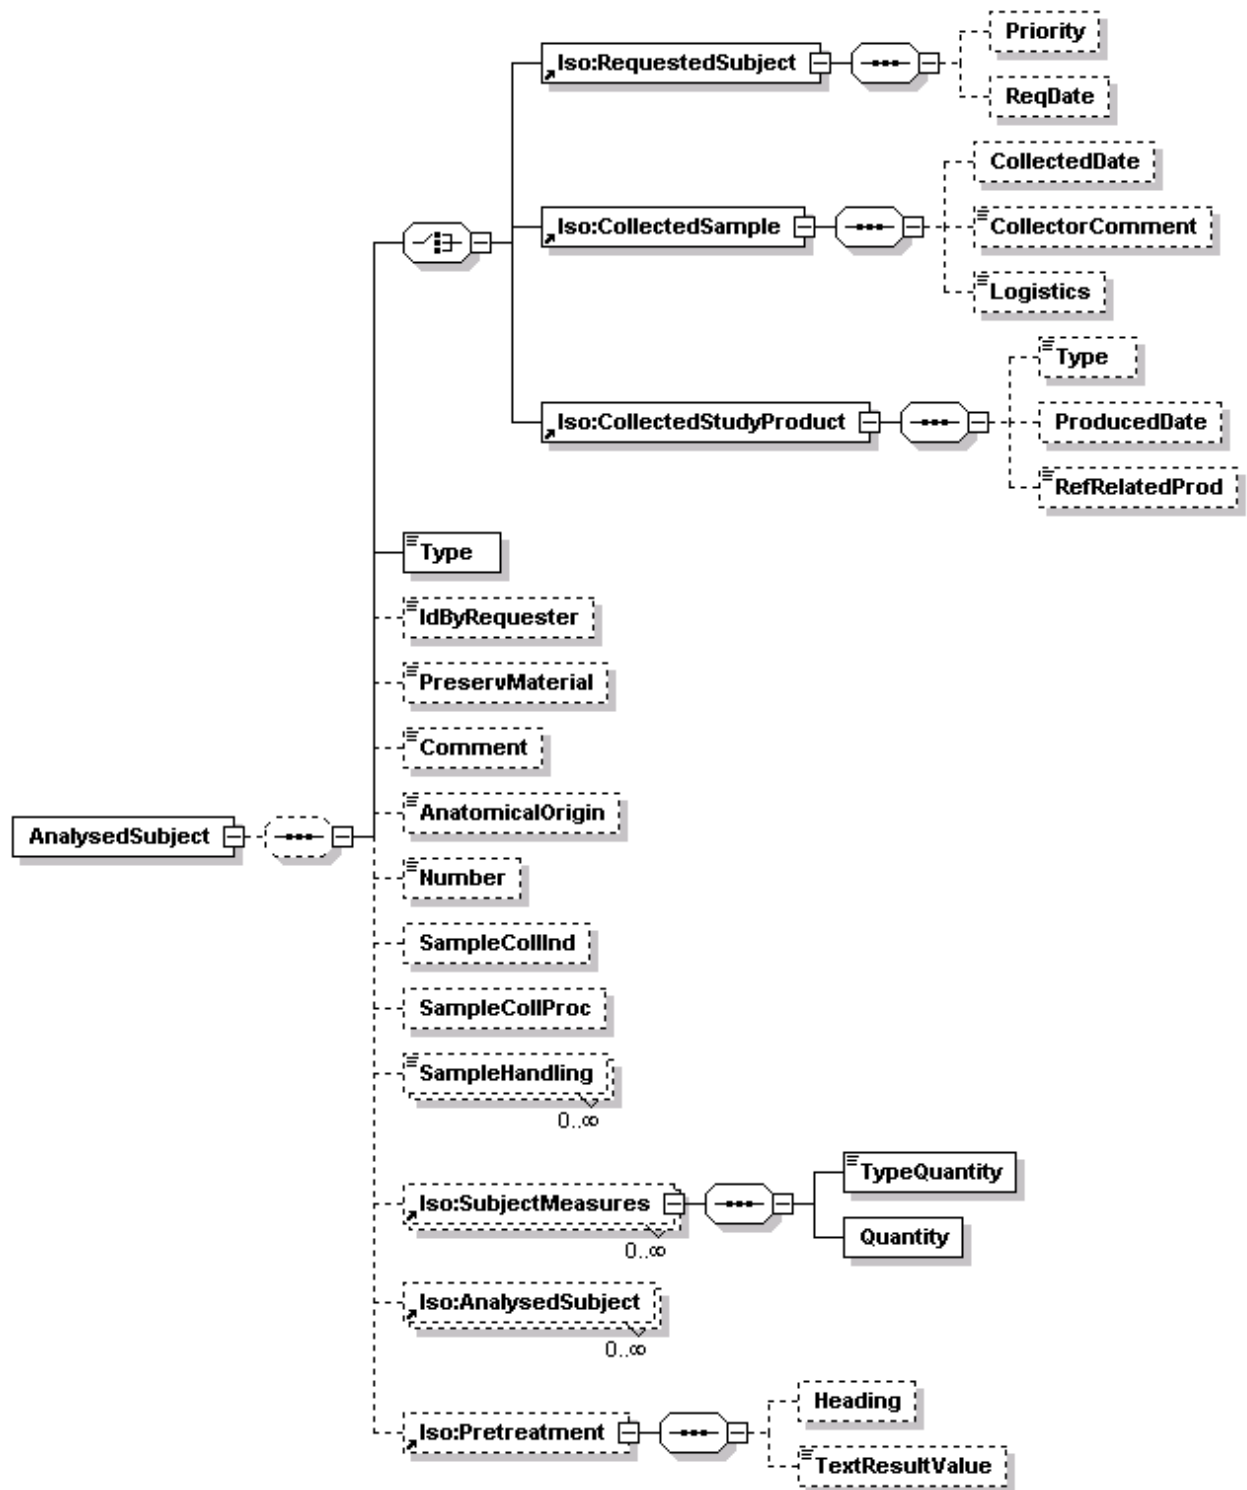 Priority
Iso:RequestedSubject
ReqDate
CollectedDate
Iso:CollectedSample
CollectorComment
Logistics
Type
Iso:CollectedStudyProduct
ProducedDate
RefRelatedProd
Type
IdByRequester
PreservMaterial
Comment
AnatomicalOrigin
AnalysedSubject
Number
SampleCollInd
SampleCollProc
SampleHandling
0..∞
TypeQuantity
Iso:SubjectMeasures
0..∞
Quantity
Iso:AnalysedSubject
0..∞
Heading
Iso:Pretreatment
TextResultValue